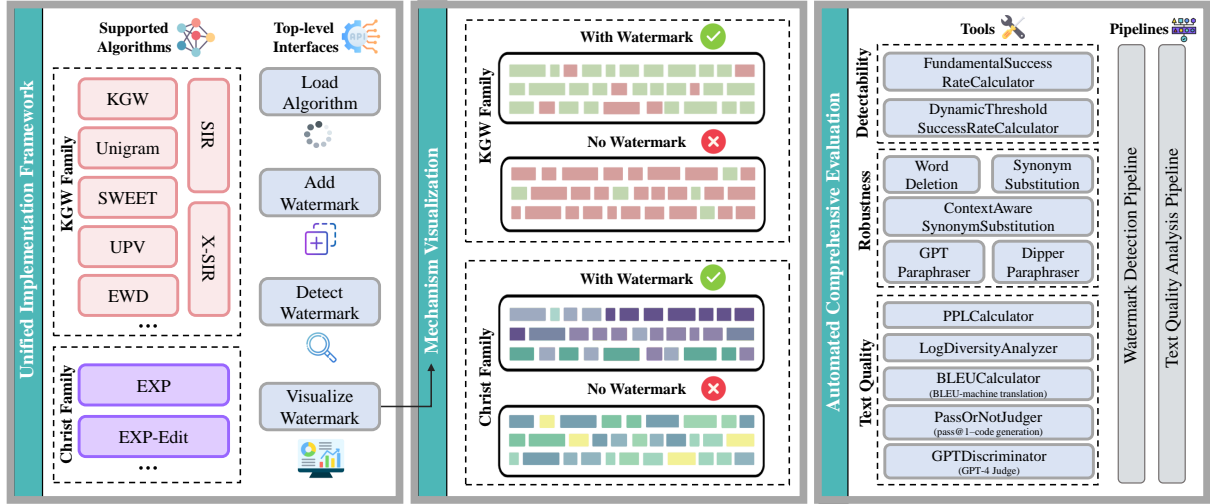 Unified Implementation Framework
Supported
Algorithms
KGW Family
KGW
Unigram
SWEET
UPV
EWD
...
SIR
X-SIR
Christ Family
EXP
EXP-Edit
...
Top-level
Interfaces
API
Load
Algorithm
Add
Watermark
Detect
Watermark
Visualize
Watermark
Mechanism Visualization
KGW Family
With Watermark
No Watermark
Christ Family
With Watermark
No Watermark
Automated Comprehensive Evaluation
Tools
Detectability
FundamentalSuccess
RateCalculator
DynamicThreshold
SuccessRateCalculator
Robustness
Word
Deletion
Synonym
Substitution
ContextAware
SynonymSubstitution
GPT
Paraphraser
Dipper
Paraphraser
Text Quality
PPLCalculator
LogDiversityAnalyzer
BLEUCalculator
(BLEU-machine translation)
PassOrNotJudger
(pass@1–code generation)
GPTDiscriminator
(GPT-4 Judge)
Pipelines
Watermark Detection Pipeline
Text Quality Analysis Pipeline